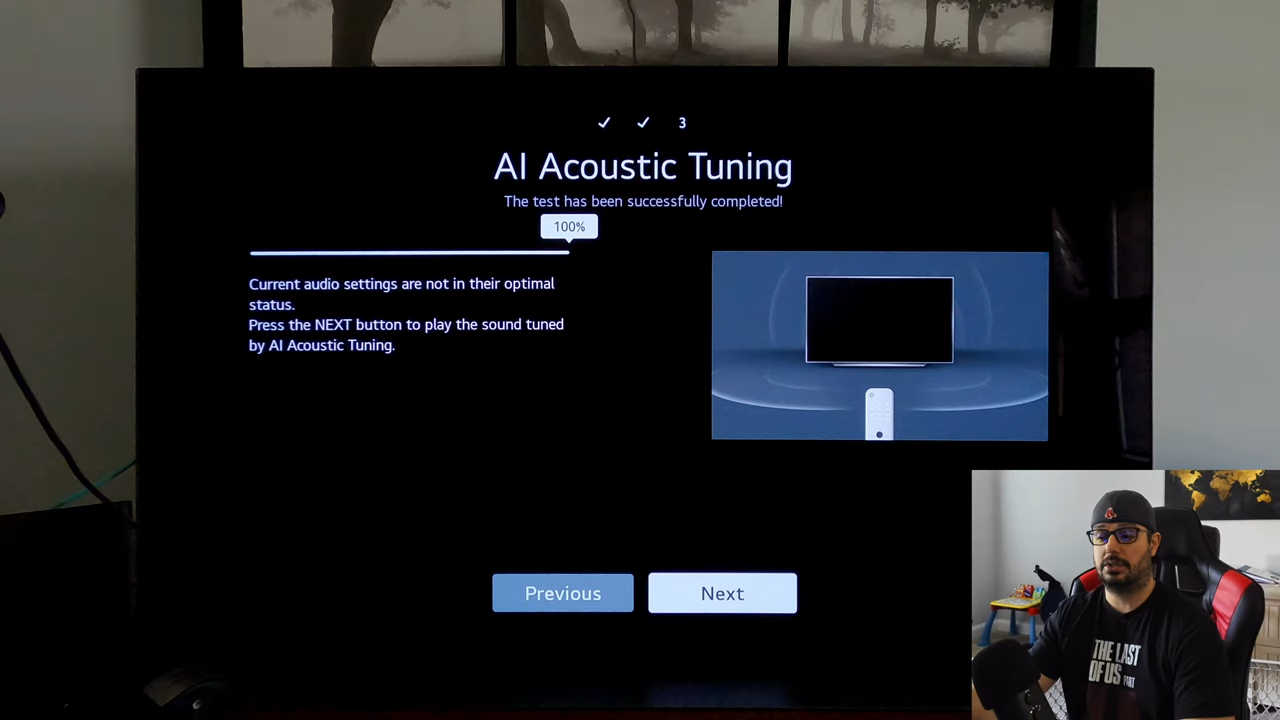 ✓ ✓ 3
AI Acoustic Tuning
The test has been successfully completed!
100%
Current audio settings are not in their optimal
status.
Press the NEXT button to play the sound tuned
by AI Acoustic Tuning.
Previous
Next
THE LAST
OF US PART